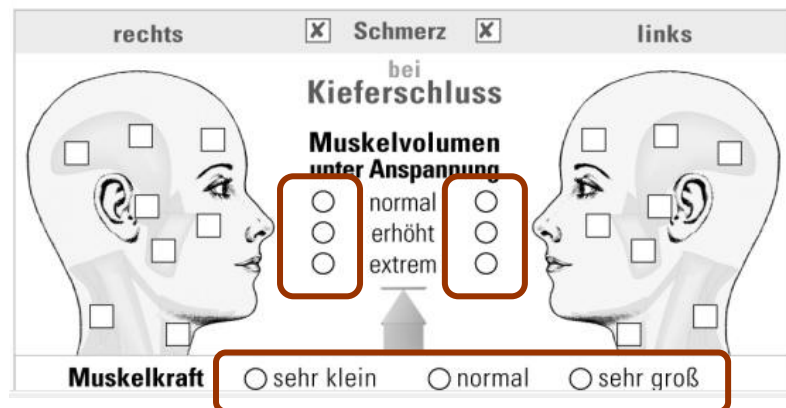 rechts Schmerz links
bei
Kieferschluss
Muskelvolumen
unter Anspannung
normal
erhöht
extrem
Muskelkraft sehr klein normal sehr groß